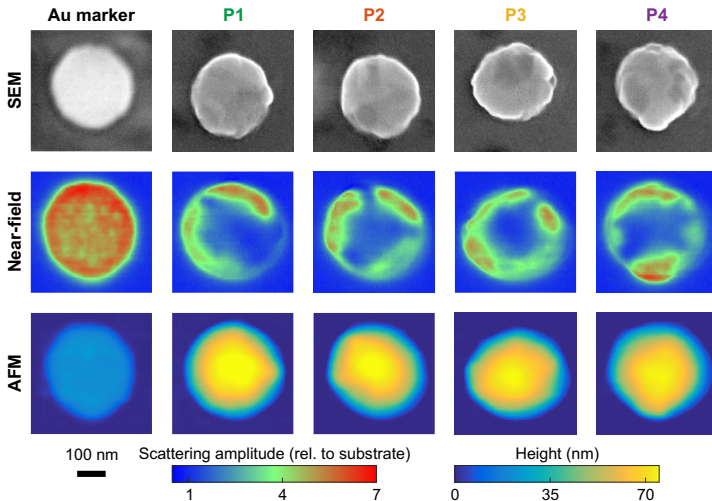 Au marker P1 P2 P3 P4
SEM
Near-field
AFM
100 nm
Scattering amplitude (rel. to substrate)
1 4 7
Height (nm)
0 35 70